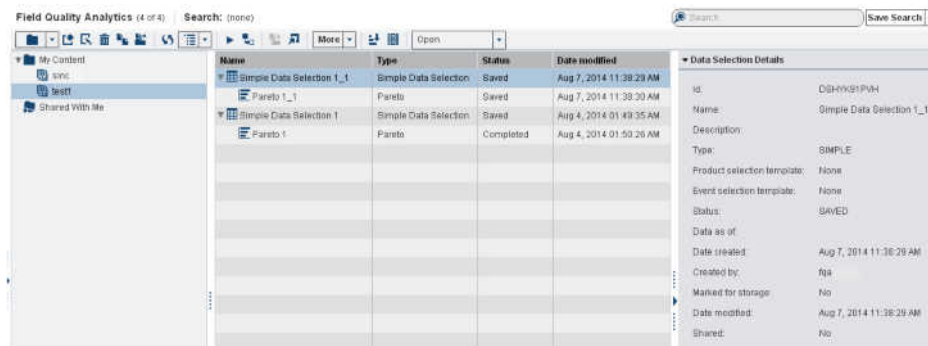 Field Quality Analytics (4 of 4) Search: (none) Search Save Search
More Open
My Content
sinc
test1
Shared With Me
Name Type Status Date modified
Simple Data Selection 1_1 Simple Data Selection Saved Aug 7, 2014 11:38:29 AM
Pareto 1_1 Pareto Saved Aug 7, 2014 11:38:30 AM
Simple Data Selection 1 Simple Data Selection Saved Aug 4, 2014 01:49:35 AM
Pareto 1 Pareto Completed Aug 4, 2014 01:50:26 AM
Data Selection Details
Id: DSHYK91PVH
Name: Simple Data Selection 1_1
Description:
Type: SIMPLE
Product selection template: None
Event selection template: None
Status: SAVED
Data as of:
Date created: Aug 7, 2014 11:38:29 AM
Created by: fqa
Marked for storage: No
Date modified: Aug 7, 2014 11:38:29 AM
Shared: No